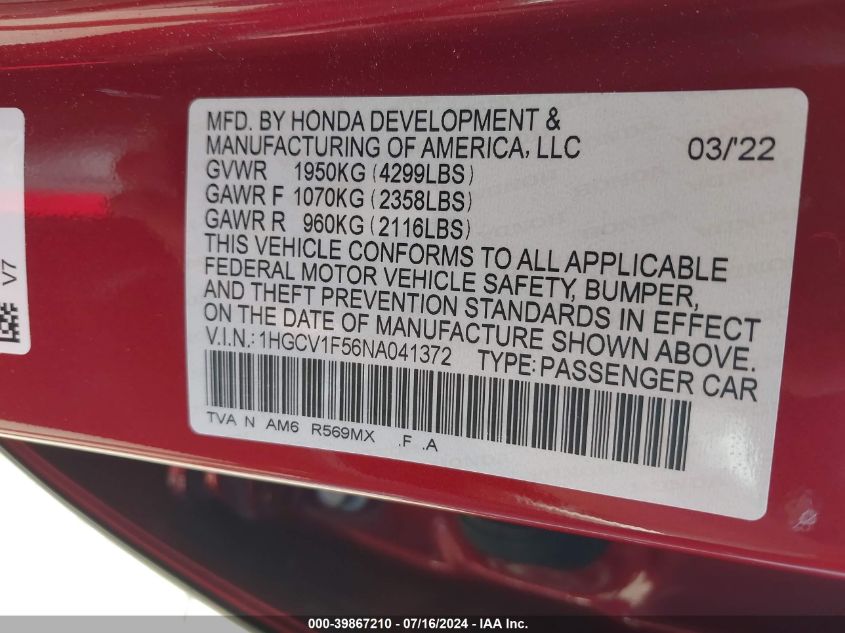 MFD. BY HONDA DEVELOPMENT &
MANUFACTURING OF AMERICA, LLC 03/'22
GVWR 1950KG (4299LBS)
GAWR F 1070KG (2358LBS)
GAWR R 960KG (2116LBS)
THIS VEHICLE CONFORMS TO ALL APPLICABLE
FEDERAL MOTOR VEHICLE SAFETY, BUMPER,
AND THEFT PREVENTION STANDARDS IN EFFECT
ON THE DATE OF MANUFACTURE SHOWN ABOVE.
V.I.N.: 1HGCV1F56NA041372 TYPE: PASSENGER CAR
TVA N AM6 R569MX .F .A
V7
000-39867210 - 07/16/2024 - IAA Inc.